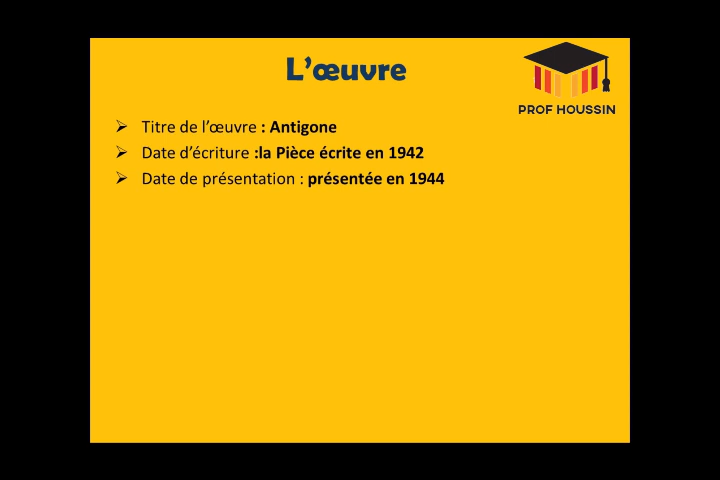 L'œuvre
PROF HOUSSIN
➢ Titre de l'œuvre : Antigone
➢ Date d'écriture :la Pièce écrite en 1942
➢ Date de présentation : présentée en 1944